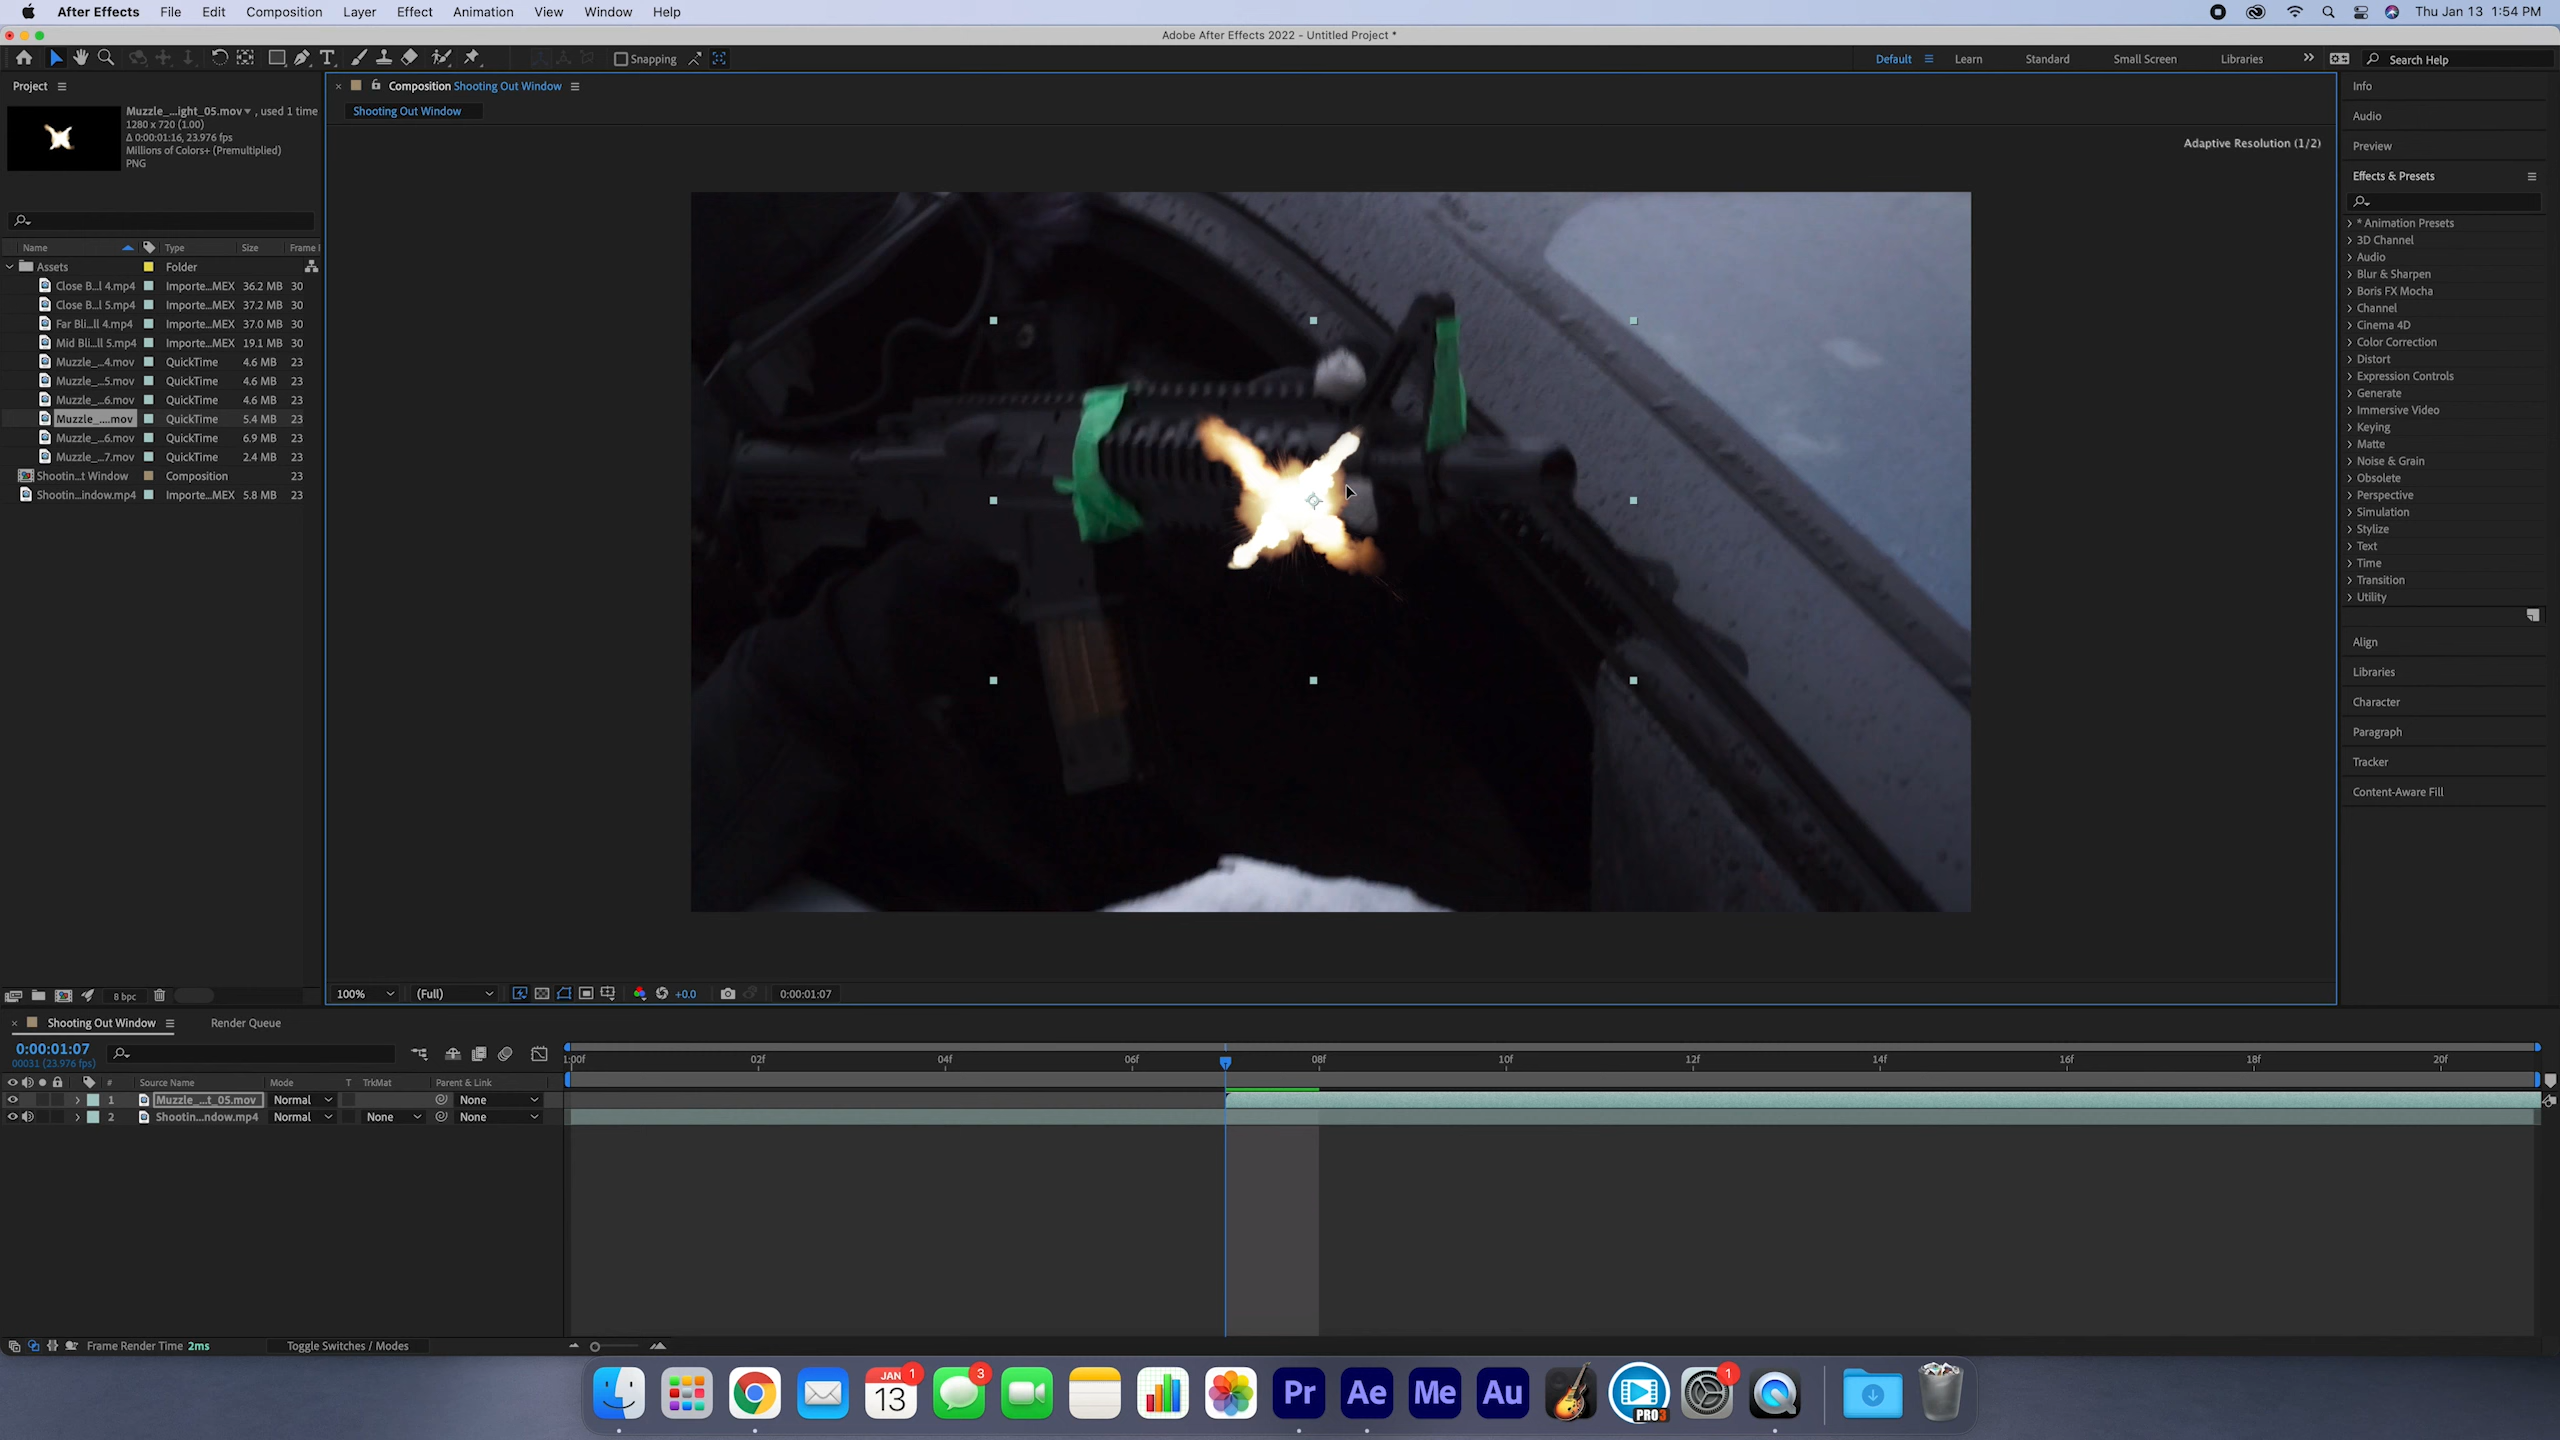 After Effects File Edit Composition Layer Effect Animation View Window Help Thu Jan 13 1:54 PM
Adobe After Effects 2022 - Untitled Project *
Snapping Default Learn Standard Small Screen Libraries Search Help
Project
Muzzle_...ight_05.mov , used 1 time
1280 x 720 (1.00)
Δ 0:00:01:16, 23.976 fps
Millions of Colors+ (Premultiplied)
PNG
Name Type Size Frame
Assets Folder
Close B...l 4.mp4 Importe...MEX 36.2 MB 30
Close B...l 5.mp4 Importe...MEX 37.2 MB 30
Far Bli...ll 4.mp4 Importe...MEX 37.0 MB 30
Mid Bli...ll 5.mp4 Importe...MEX 19.1 MB 30
Muzzle_...4.mov QuickTime 4.6 MB 23
Muzzle_...5.mov QuickTime 4.6 MB 23
Muzzle_...6.mov QuickTime 4.6 MB 23
Muzzle_....mov QuickTime 5.4 MB 23
Muzzle_...6.mov QuickTime 6.9 MB 23
Muzzle_...7.mov QuickTime 2.4 MB 23
Shootin...t Window Composition 23
Shootin...indow.mp4 Importe...MEX 5.8 MB 23
8 bpc
Composition Shooting Out Window
Shooting Out Window
Adaptive Resolution (1/2)
100% (Full) +0.0 0:00:01:07
Info
Audio
Preview
Effects & Presets
* Animation Presets
3D Channel
Audio
Blur & Sharpen
Boris FX Mocha
Channel
Cinema 4D
Color Correction
Distort
Expression Controls
Generate
Immersive Video
Keying
Matte
Noise & Grain
Obsolete
Perspective
Simulation
Stylize
Text
Time
Transition
Utility
Align
Libraries
Character
Paragraph
Tracker
Content-Aware Fill
Shooting Out Window Render Queue
0:00:01:07
00031 (23.976 fps)
1:00f 02f 04f 06f 08f 10f 12f 14f 16f 18f 20f
# Source Name Mode T TrkMat Parent & Link
1 Muzzle_...t_05.mov Normal None
2 Shootin...ndow.mp4 Normal None None
Frame Render Time 2ms Toggle Switches / Modes
JAN 13 1 3 Pr Ae Me Au PRO3 1